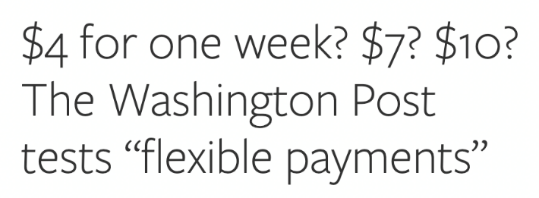 $4 for one week? $7? $10?
The Washington Post
tests “flexible payments”